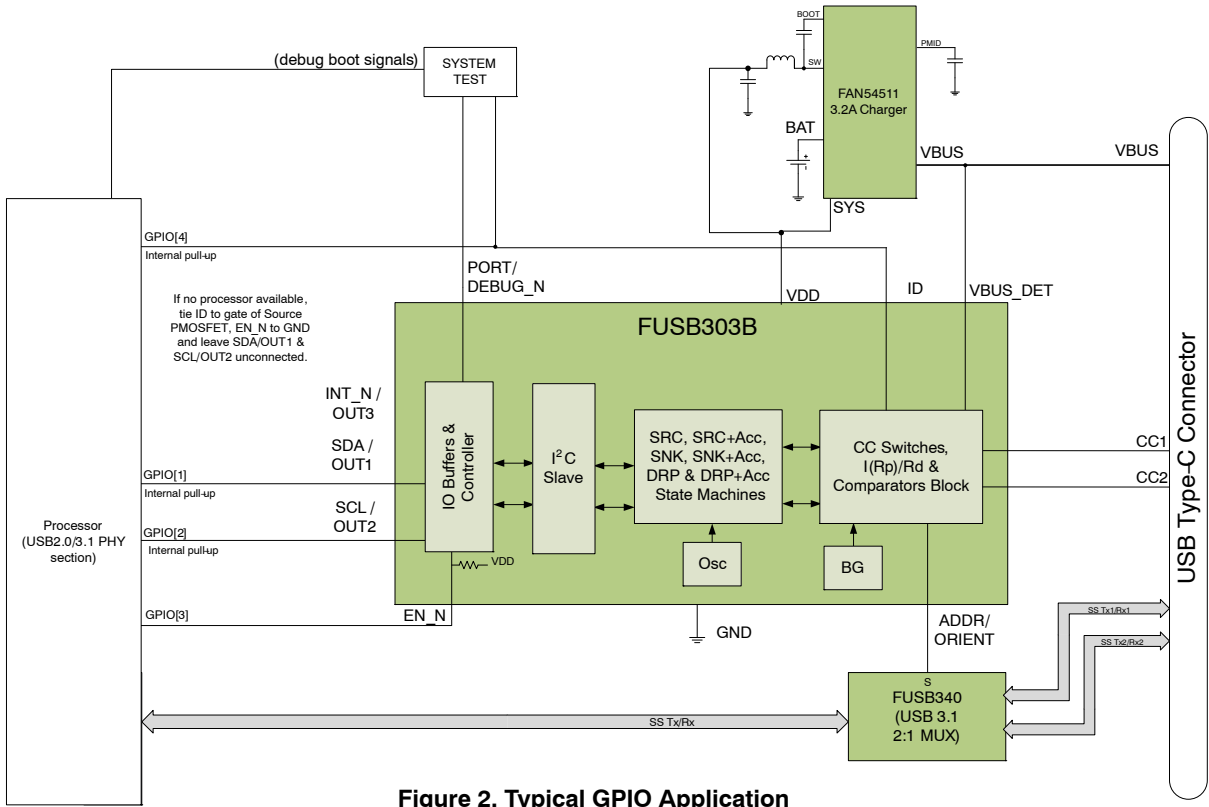 BOOT
PMID
(debug boot signals)
SYSTEM
TEST
SW
FAN54511
3.2A Charger
BAT
+
-
VBUS
VBUS
SYS
GPIO[4]
Internal pull-up
PORT/
DEBUG_N
VDD
ID
VBUS_DET
If no processor available,
tie ID to gate of Source
PMOSFET, EN_N to GND
and leave SDA/OUT1 &
SCL/OUT2 unconnected.
FUSB303B
INT_N /
OUT3
SDA /
OUT1
GPIO[1]
Internal pull-up
SCL /
OUT2
GPIO[2]
Internal pull-up
Processor
(USB2.0/3.1 PHY
section)
IO Buffers &
Controller
I2C
Slave
SRC, SRC+Acc,
SNK, SNK+Acc,
DRP & DRP+Acc
State Machines
CC Switches,
I(Rp)/Rd &
Comparators Block
CC1
CC2
USB Type-C Connector
VDD
Osc
BG
GPIO[3]
EN_N
GND
ADDR/
ORIENT
SS Tx1/Rx1
SS Tx2/Rx2
S
FUSB340
(USB 3.1
2:1 MUX)
SS Tx/Rx
Figure 2. Typical GPIO Application